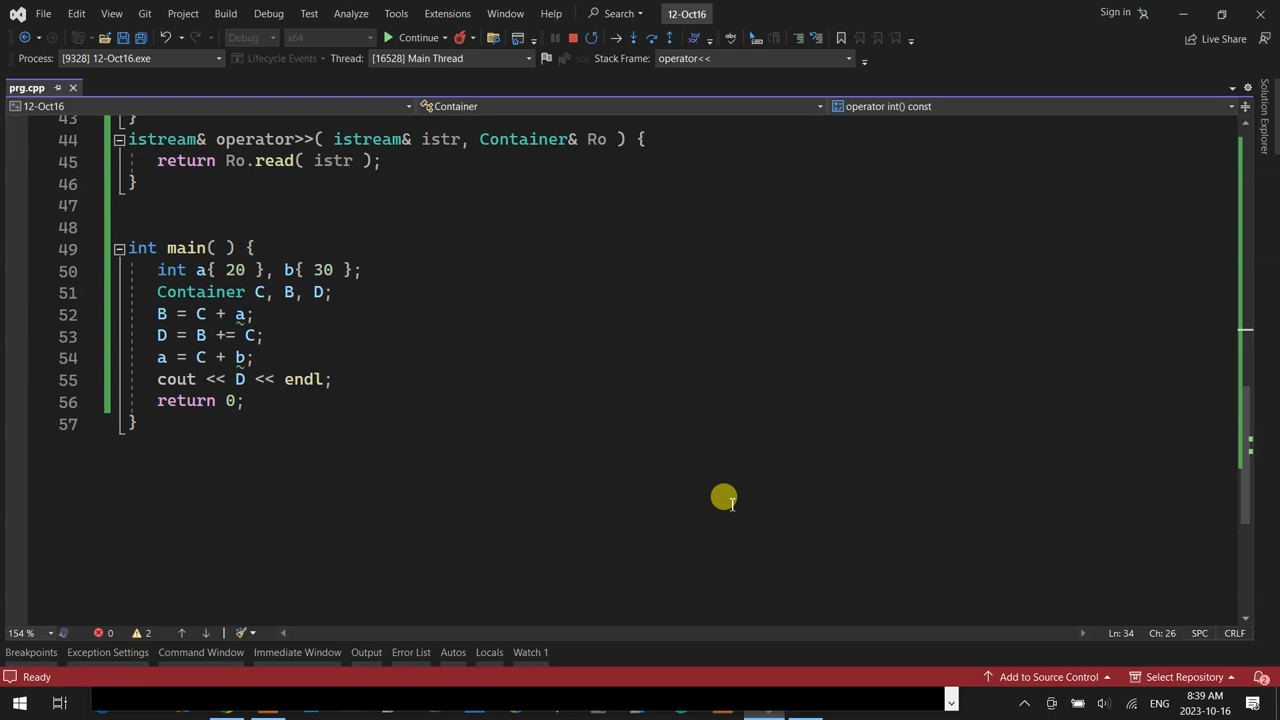 File Edit View Git Project Build Debug Test Analyze Tools Extensions Window Help Search 12-Oct16 Sign in
Debug x64 Continue Live Share
Process: [9328] 12-Oct16.exe Lifecycle Events Thread: [16528] Main Thread Stack Frame: operator<<
prg.cpp
12-Oct16 Container operator int() const
Solution Explorer
43 }
44 istream& operator>>( istream& istr, Container& Ro ) {
45 return Ro.read( istr );
46 }
47
48
49 int main( ) {
50 int a{ 20 }, b{ 30 };
51 Container C, B, D;
52 B = C + a;
53 D = B += C;
54 a = C + b;
55 cout << D << endl;
56 return 0;
57 }
154 % 0 2 Ln: 34 Ch: 26 SPC CRLF
Breakpoints Exception Settings Command Window Immediate Window Output Error List Autos Locals Watch 1
Ready Add to Source Control Select Repository 2
8:39 AM
ENG
2023-10-16